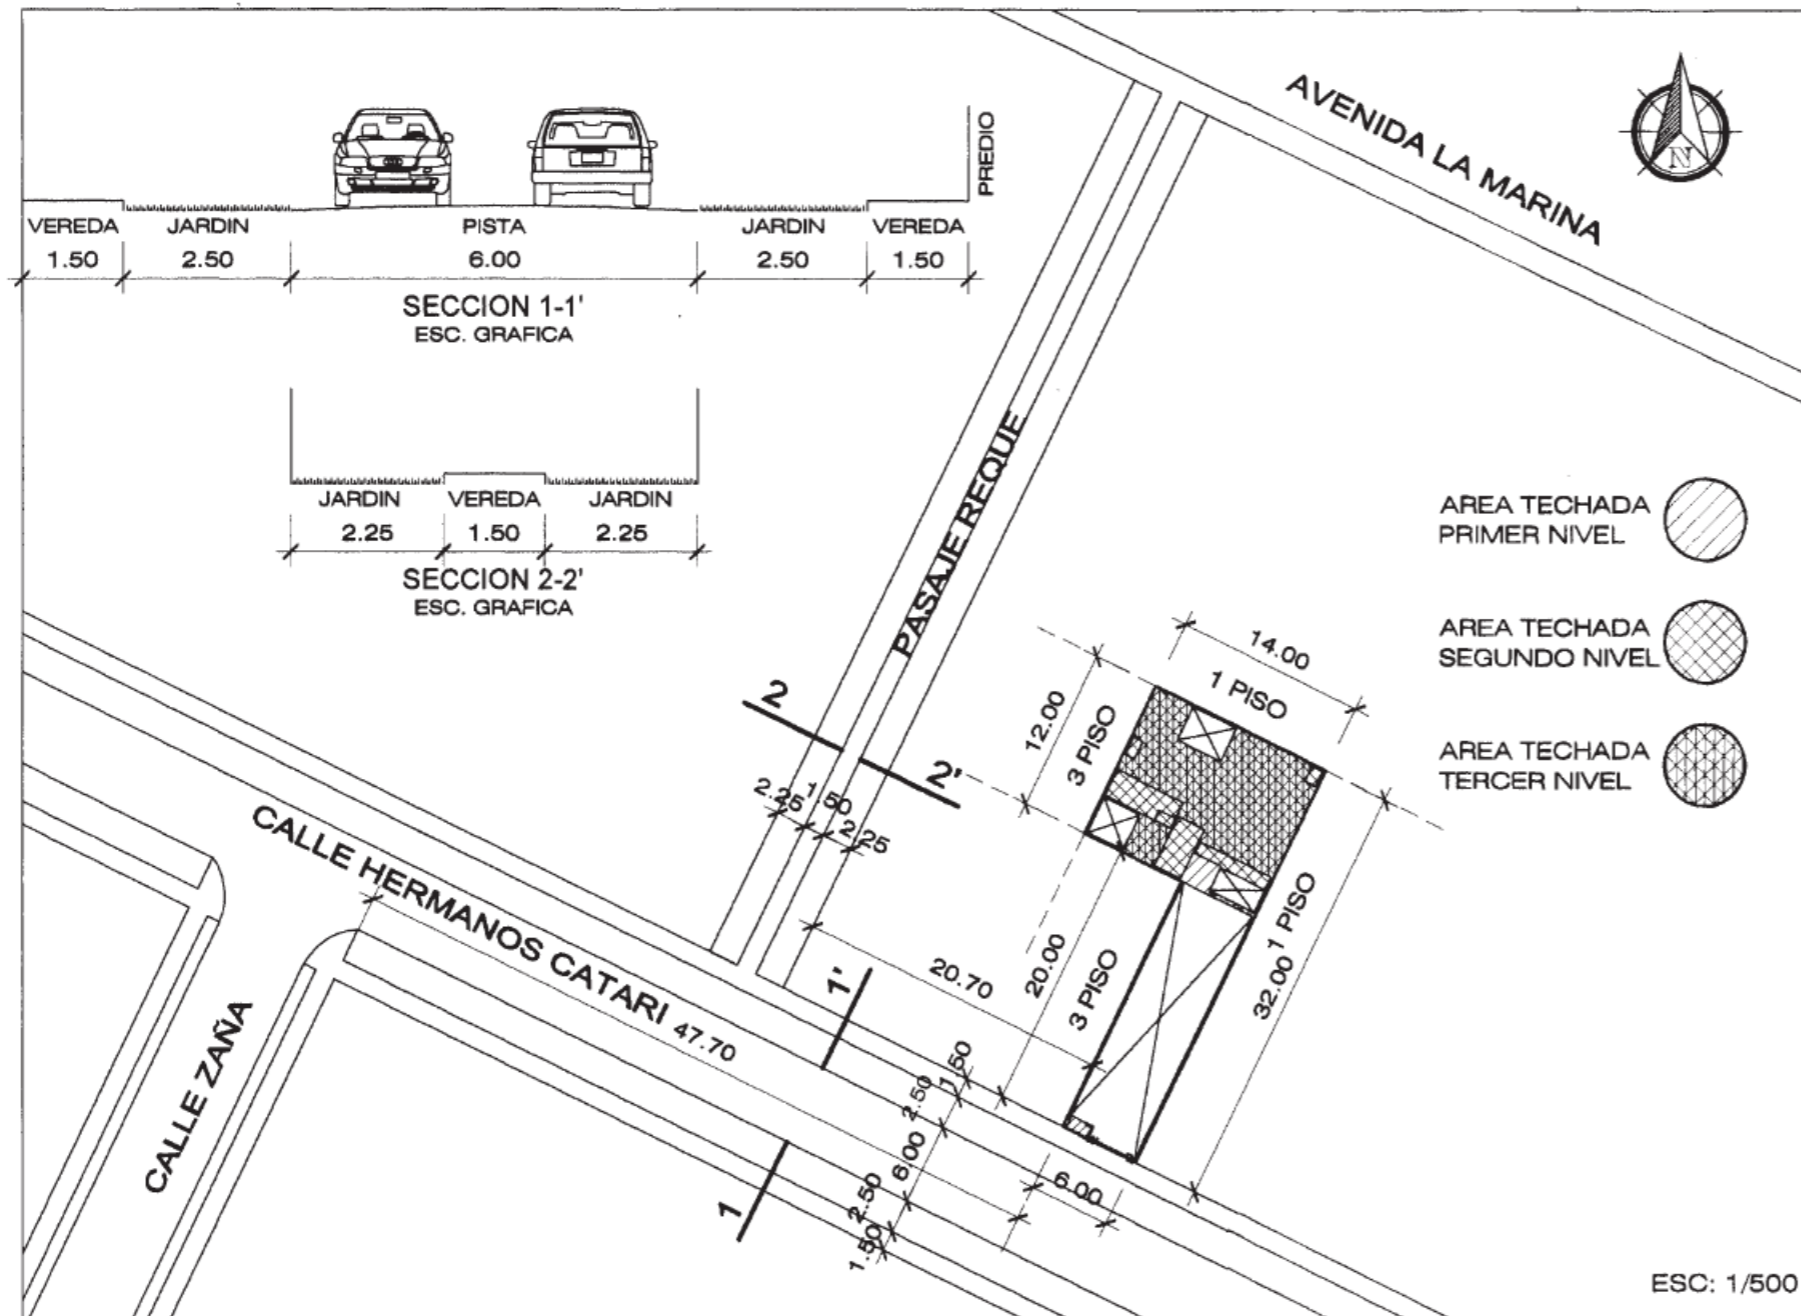 AVENIDA LA MARINA
N
PREDIO
VEREDA JARDIN PISTA JARDIN VEREDA
1.50 2.50 6.00 2.50 1.50
SECCION 1-1'
ESC. GRAFICA
JARDIN VEREDA JARDIN
2.25 1.50 2.25
SECCION 2-2'
ESC. GRAFICA
PASAJE REQUE
AREA TECHADA
PRIMER NIVEL
AREA TECHADA
SEGUNDO NIVEL
AREA TECHADA
TERCER NIVEL
14.00
1 PISO
12.00
3 PISO
2
2'
2.25
1.50
2.25
CALLE HERMANOS CATARI
47.70
CALLE ZAÑA
20.70
20.00
3 PISO
1 PISO
32.00
1'
1
1.50
2.50
6.00
2.50
1.50
6.00
ESC: 1/500